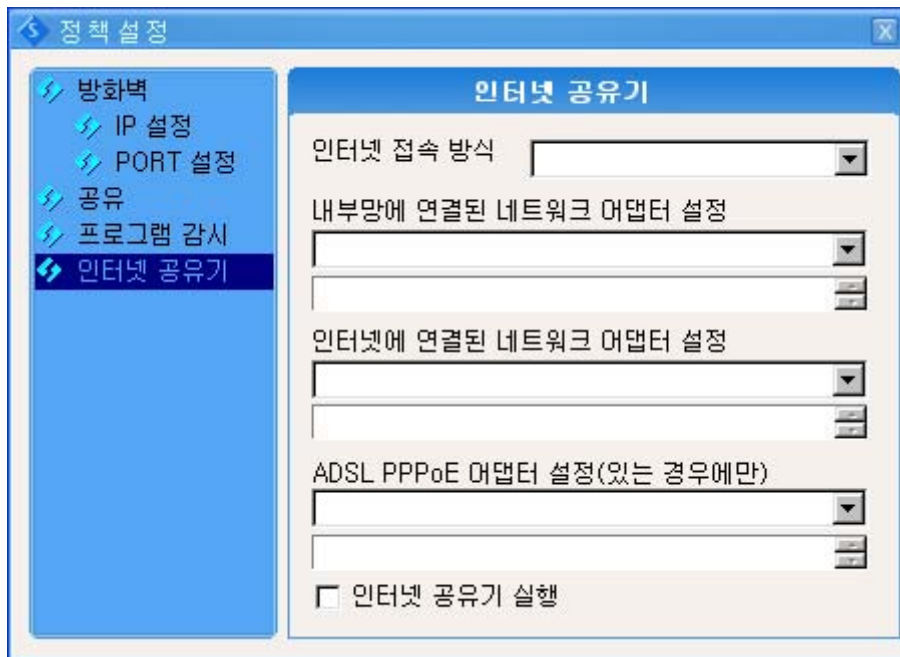 정책설정
방화벽
IP 설정
PORT 설정
공유
프로그램 감시
인터넷 공유기
인터넷 공유기
인터넷 접속 방식
내부망에 연결된 네트워크 어댑터 설정
인터넷에 연결된 네트워크 어댑터 설정
ADSL PPPoE 어댑터 설정(있는 경우에만)
인터넷 공유기 실행